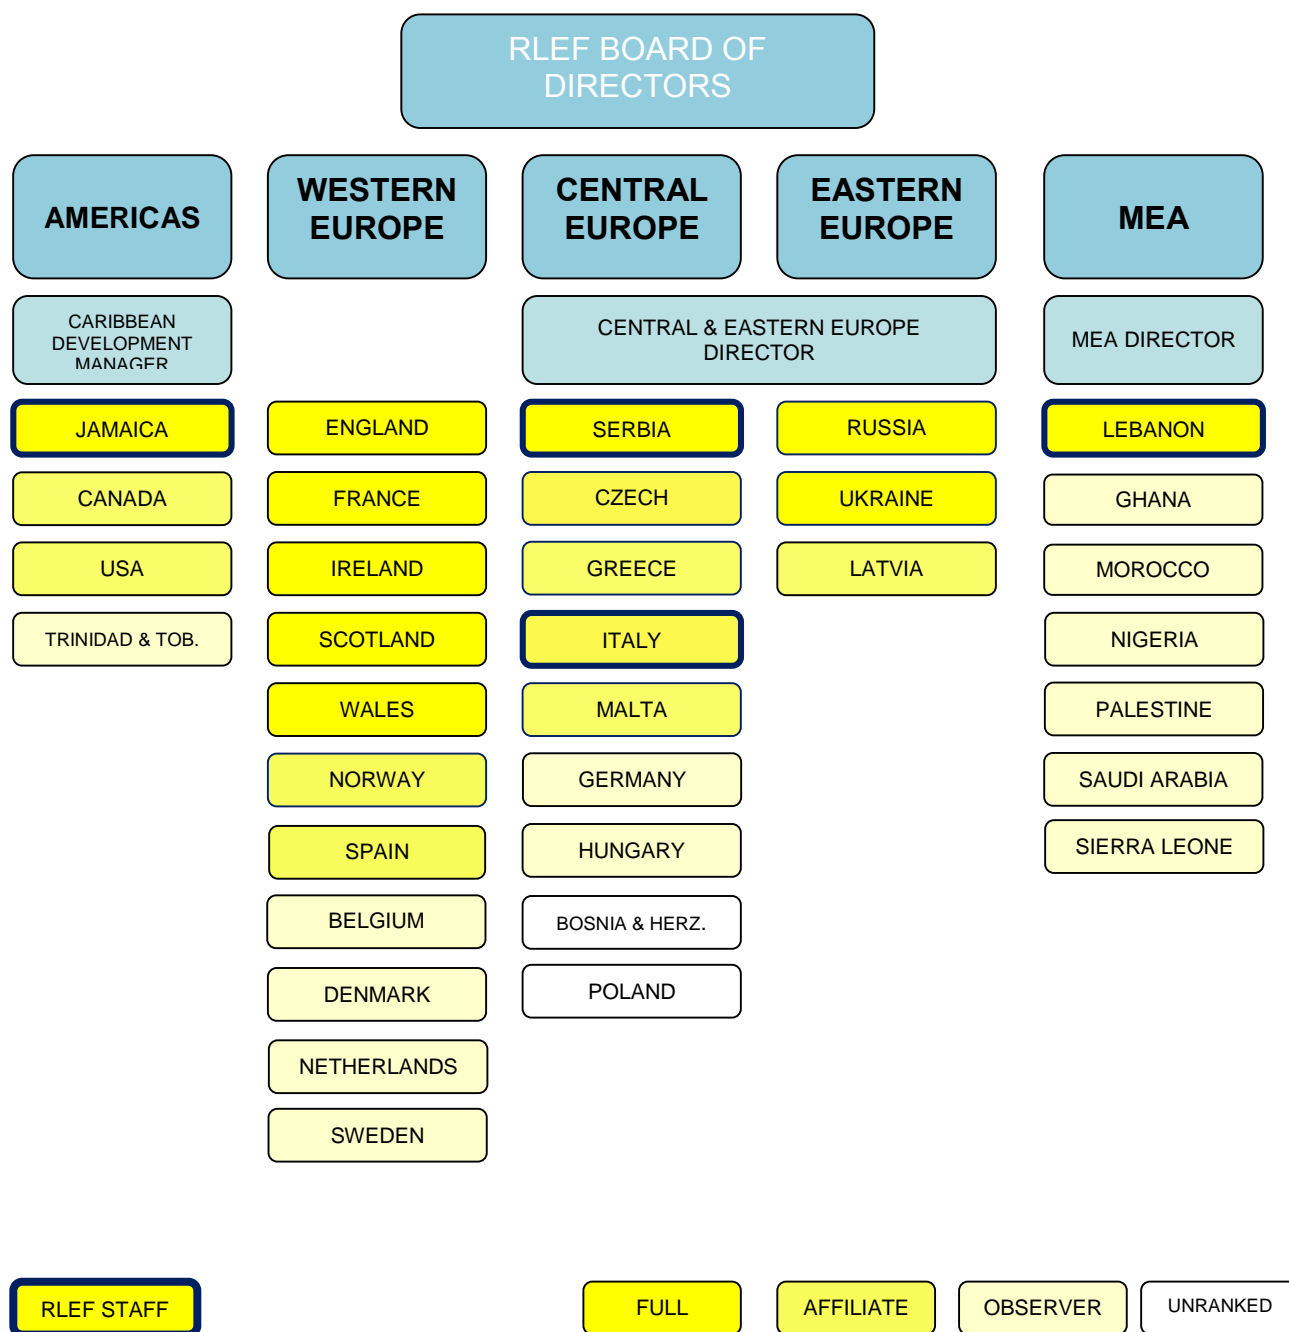 RLEF BOARD OF
DIRECTORS
AMERICAS
WESTERN
EUROPE
CENTRAL
EUROPE
EASTERN
EUROPE
MEA
CARIBBEAN
DEVELOPMENT
MANAGER
CENTRAL & EASTERN EUROPE
DIRECTOR
MEA DIRECTOR
JAMAICA
ENGLAND
SERBIA
RUSSIA
LEBANON
CANADA
FRANCE
CZECH
UKRAINE
GHANA
USA
IRELAND
GREECE
LATVIA
MOROCCO
TRINIDAD & TOB.
SCOTLAND
ITALY
NIGERIA
WALES
MALTA
PALESTINE
NORWAY
GERMANY
SAUDI ARABIA
SPAIN
HUNGARY
SIERRA LEONE
BELGIUM
BOSNIA & HERZ.
DENMARK
POLAND
NETHERLANDS
SWEDEN
RLEF STAFF
FULL
AFFILIATE
OBSERVER
UNRANKED